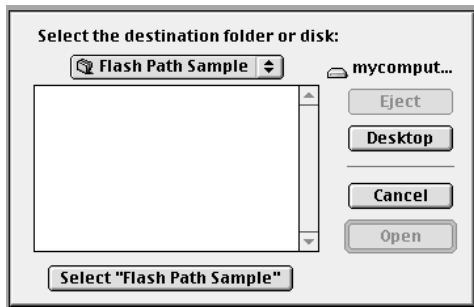 Select the destination folder or disk:
Flash Path Sample
mycomput...
Eject
Desktop
Cancel
Open
Select "Flash Path Sample"